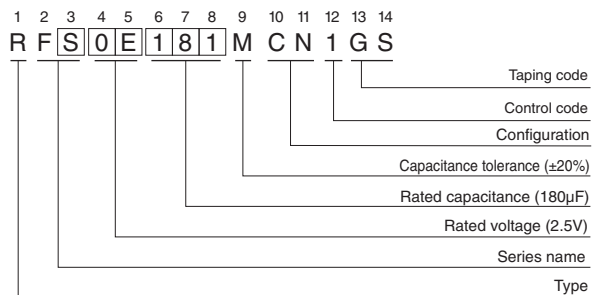 1 2 3 4 5 6 7 8 9 10 11 12 13 14
R F S 0 E 1 8 1 M C N 1 G S
Taping code
Control code
Configuration
Capacitance tolerance (±20%)
Rated capacitance (180µF)
Rated voltage (2.5V)
Series name
Type